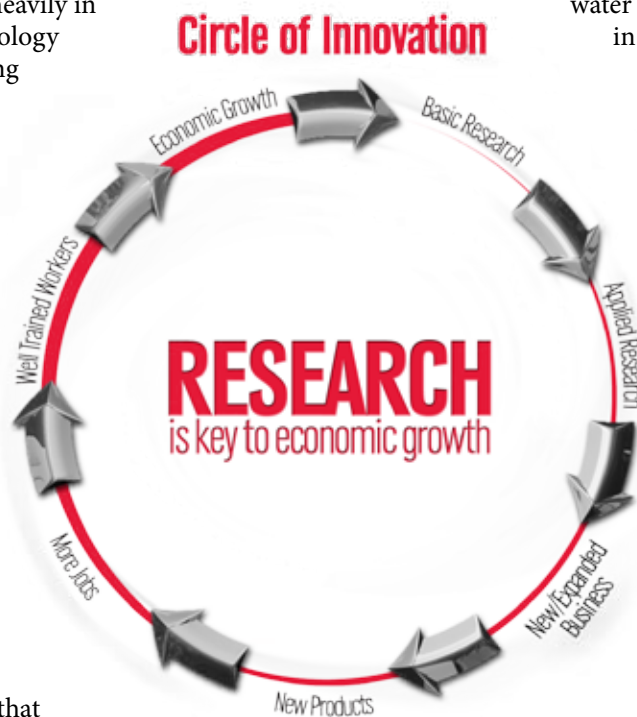 heavily in
ology
ng
water
in
Circle of Innovation
Economic Growth
Basic Research
Applied Research
New/Expanded
Business
New Products
More Jobs
Well Trained Workers
RESEARCH
is key to economic growth
that